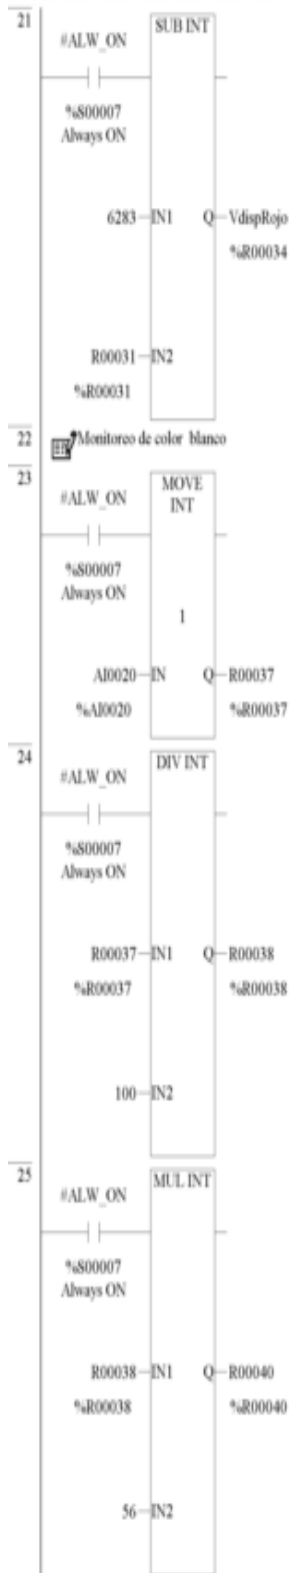 21
SUB INT
#ALW_ON
%S00007
Always ON
6283 IN1 Q VdispRojo
%R00034
R00031 IN2
%R00031
22
Monitoreo de color blanco
23
MOVE
INT
#ALW_ON
%S00007
Always ON
1
AI0020 IN Q R00037
%AI0020 %R00037
24
DIV INT
#ALW_ON
%S00007
Always ON
R00037 IN1 Q R00038
%R00037 %R00038
100 IN2
25
MUL INT
#ALW_ON
%S00007
Always ON
R00038 IN1 Q R00040
%R00038 %R00040
56 IN2